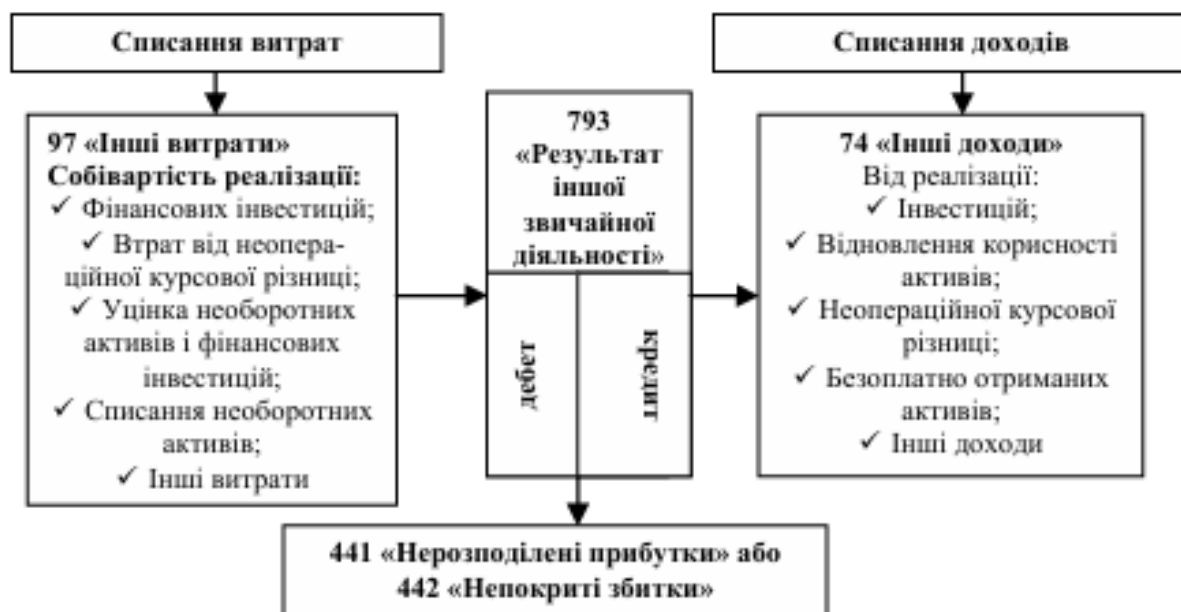 Списання витрат
Списання доходів
97 «Інші витрати»
Собівартість реалізації:
✓ Фінансових інвестицій;
✓ Втрат від неопера-
ційної курсової різниці;
✓ Уцінка необоротних
активів і фінансових
інвестицій;
✓ Списання необоротних
активів;
✓ Інші витрати
793
«Результат
іншої
звичайної
діяльності»
дебет
кредит
74 «Інші доходи»
Від реалізації:
✓ Інвестицій;
✓ Відновлення корисності
активів;
✓ Неопераційної курсової
різниці;
✓ Безоплатно отриманих
активів;
✓ Інші доходи
441 «Нерозподілені прибутки» або
442 «Непокриті збитки»